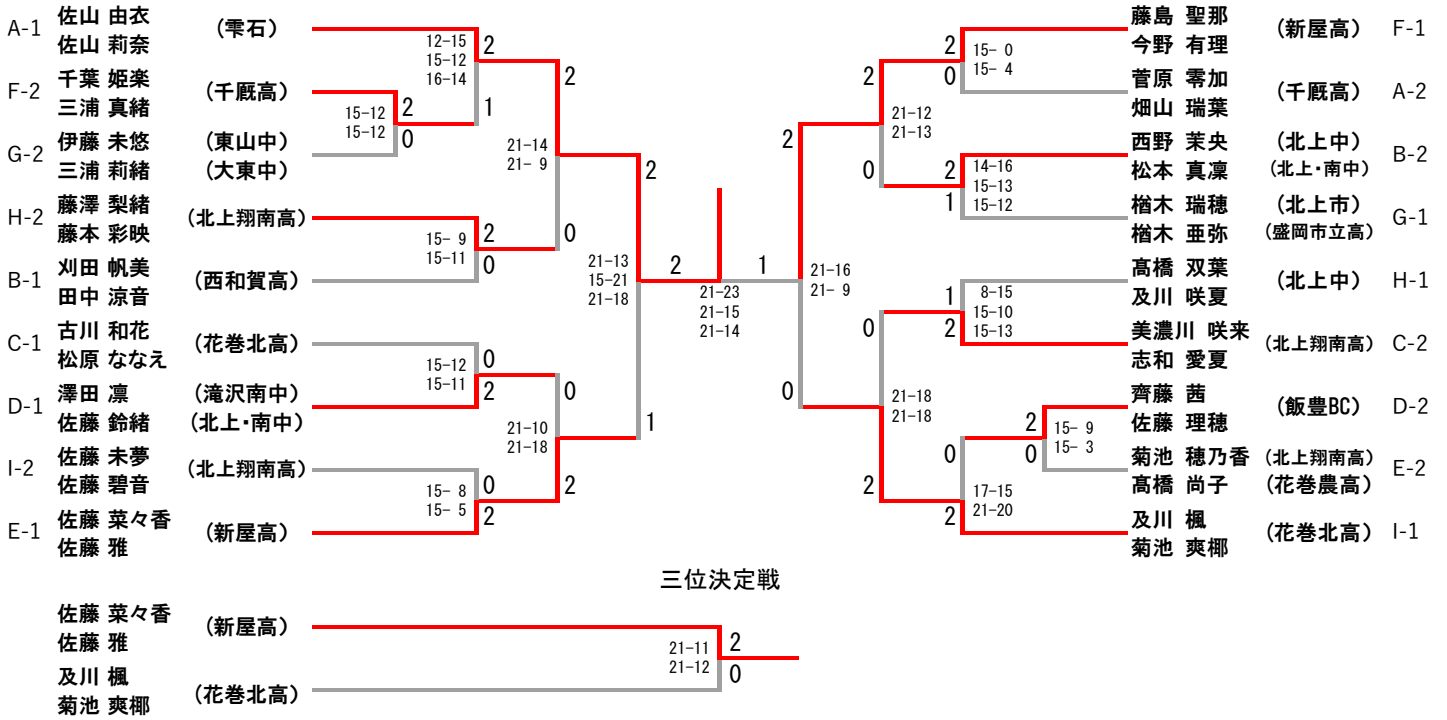 A-1 佐山 由衣 (雫石)
佐山 莉奈
F-2 千葉 姫楽 (千厩高)
三浦 真緒
G-2 伊藤 未悠 (東山中)
三浦 莉緒 (大東中)
H-2 藤澤 梨緒 (北上翔南高)
藤本 彩映
B-1 刈田 帆美 (西和賀高)
田中 涼音
C-1 古川 和花 (花巻北高)
松原 ななえ
D-1 澤田 凛 (滝沢南中)
佐藤 鈴緒 (北上・南中)
I-2 佐藤 未夢 (北上翔南高)
佐藤 碧音
E-1 佐藤 菜々香 (新屋高)
佐藤 雅
12-15
15-12
16-14
2
1
15-12
15-12
2
0
15- 9
15-11
2
0
15-12
15-11
0
2
15- 8
15- 5
0
2
21-14
21- 9
2
0
21-10
21-18
0
2
21-13
15-21
21-18
2
1
2
1
21-23
21-15
21-14
21-16
21- 9
2
0
21-12
21-13
2
0
21-18
21-18
0
2
15- 0
15- 4
2
0
14-16
15-13
15-12
2
1
8-15
15-10
15-13
1
2
17-15
21-20
0
2
15- 9
15- 3
2
0
藤島 聖那 (新屋高) F-1
今野 有理
菅原 零加 (千厩高) A-2
畑山 瑞葉
西野 茉央 (北上中) B-2
松本 真凜 (北上・南中)
楢木 瑞穂 (北上市) G-1
楢木 亜弥 (盛岡市立高)
髙橋 双葉 (北上中) H-1
及川 咲夏
美濃川 咲来 (北上翔南高) C-2
志和 愛夏
齊藤 茜 (飯豊BC) D-2
佐藤 理穂
菊池 穂乃香 (北上翔南高) E-2
髙橋 尚子 (花巻農高)
及川 楓 (花巻北高) I-1
菊池 爽椰
三位決定戦
佐藤 菜々香 (新屋高)
佐藤 雅
及川 楓 (花巻北高)
菊池 爽椰
21-11
21-12
2
0